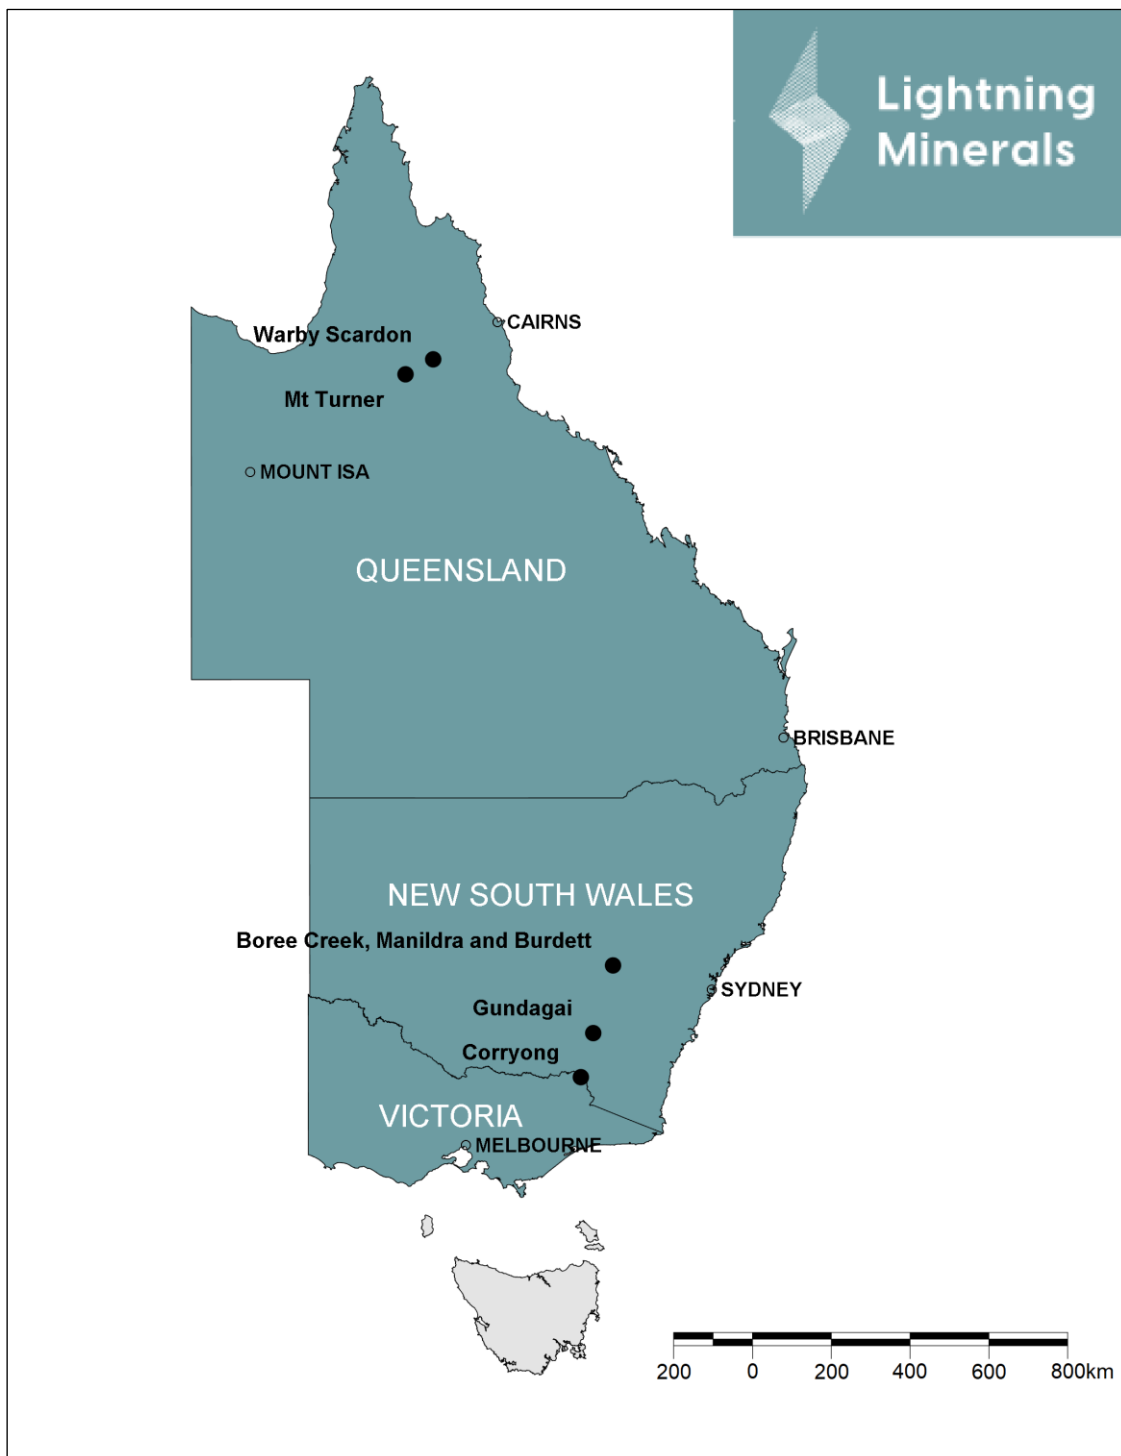 Lightning
Minerals
CAIRNS
Warby Scardon
Mt Turner
MOUNT ISA
QUEENSLAND
BRISBANE
NEW SOUTH WALES
Boree Creek, Manildra and Burdett
SYDNEY
Gundagai
Corryong
VICTORIA
MELBOURNE
200 0 200 400 600 800km